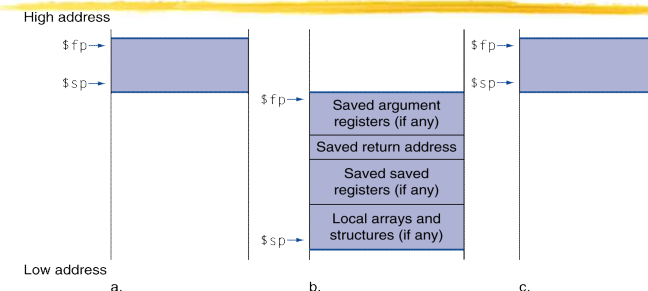 High address
$fp
$sp
$fp
Saved argument
registers (if any)
Saved return address
Saved saved
registers (if any)
Local arrays and
structures (if any)
$sp
$fp
$sp
Low address
a.
b.
c.